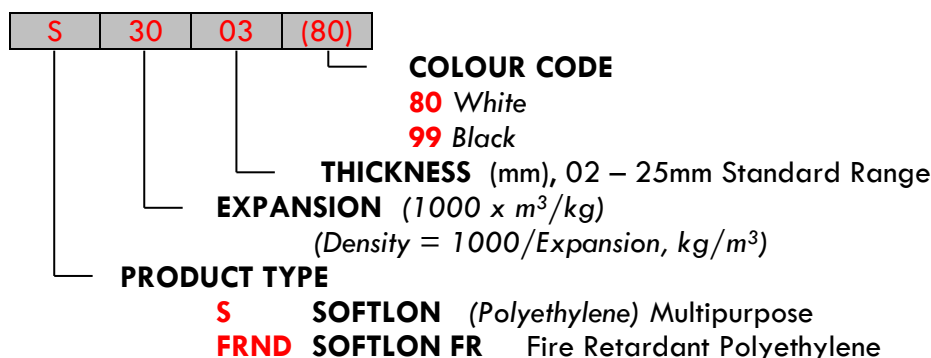 S 30 03 (80)
COLOUR CODE
80 White
99 Black
THICKNESS (mm), 02 – 25mm Standard Range
EXPANSION (1000 x m³/kg)
(Density = 1000/Expansion, kg/m³)
PRODUCT TYPE
S SOFTLON (Polyethylene) Multipurpose
FRND SOFTLON FR Fire Retardant Polyethylene